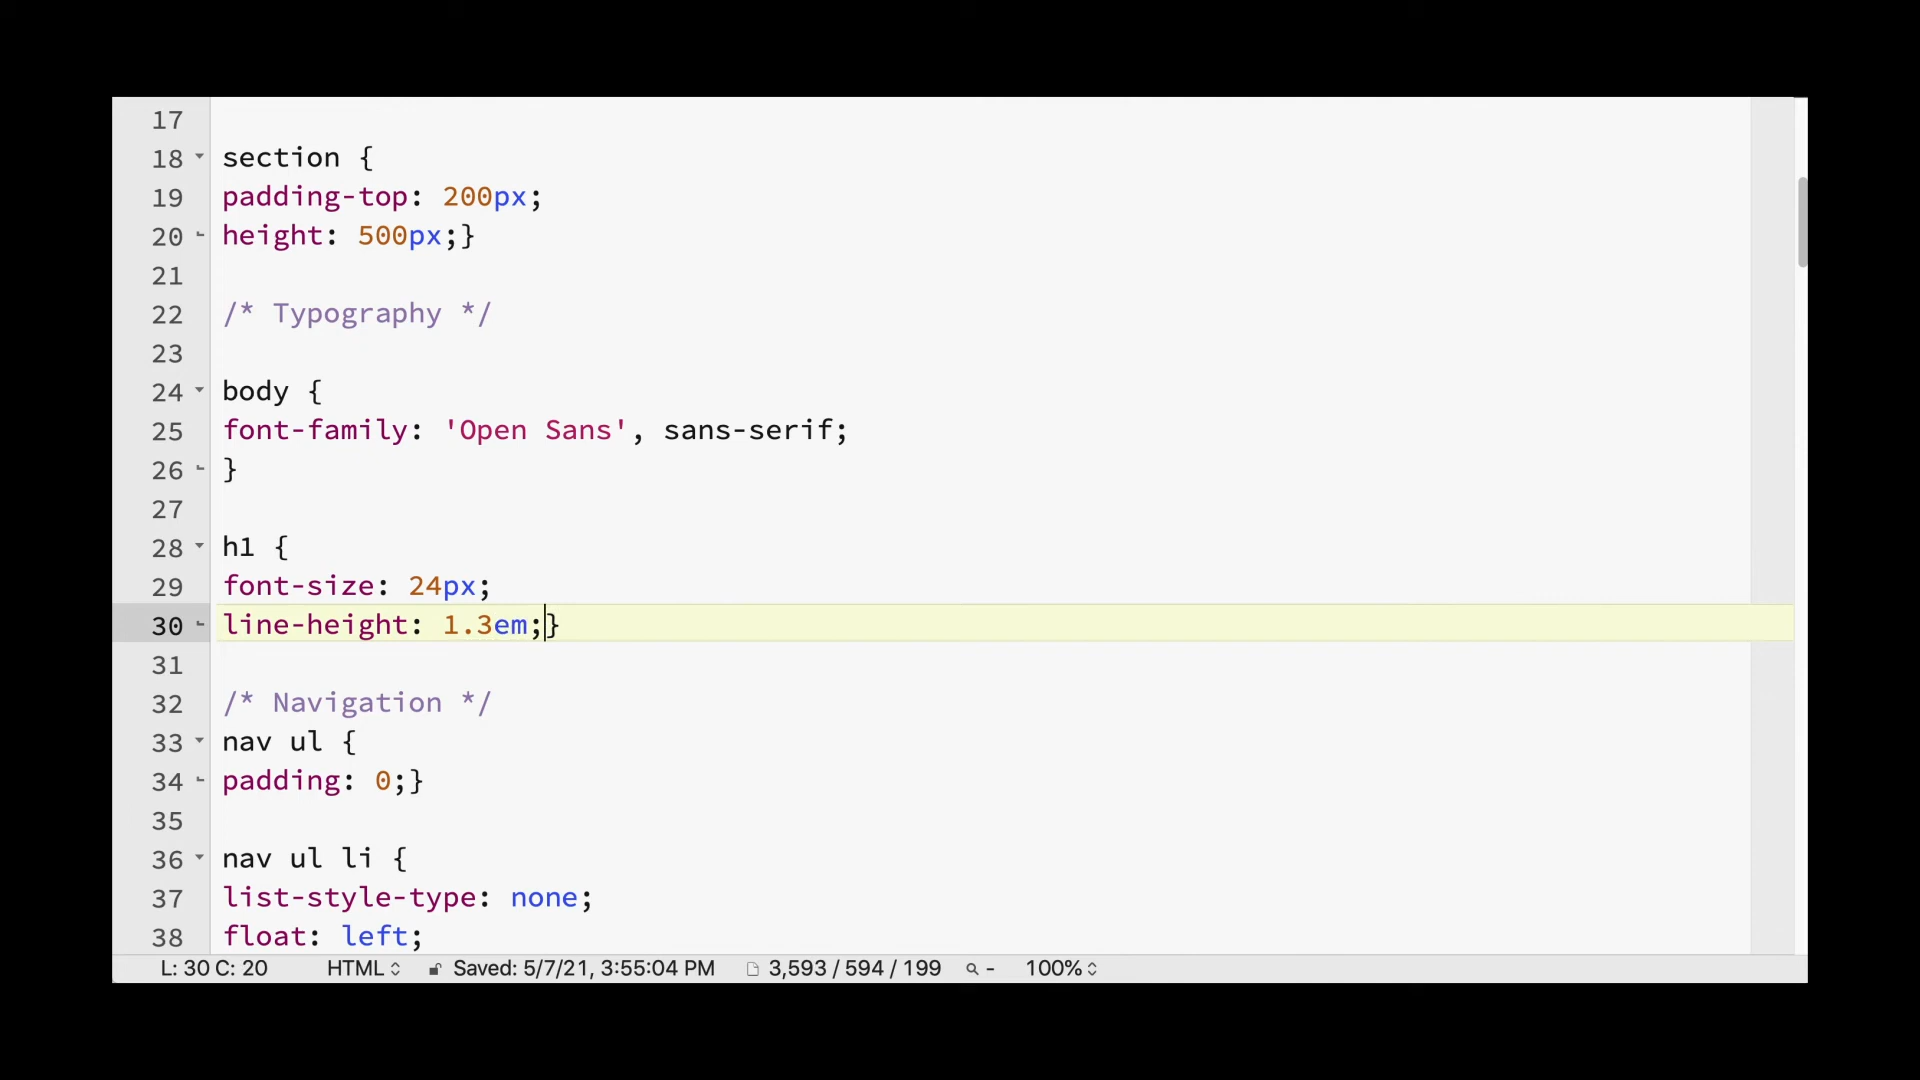 17
18 section {
19 padding-top: 200px;
20 height: 500px;}
21
22 /* Typography */
23
24 body {
25 font-family: 'Open Sans', sans-serif;
26 }
27
28 h1 {
29 font-size: 24px;
30 line-height: 1.3em;}
31
32 /* Navigation */
33 nav ul {
34 padding: 0;}
35
36 nav ul li {
37 list-style-type: none;
38 float: left;
L: 30 C: 20 HTML Saved: 5/7/21, 3:55:04 PM 3,593 / 594 / 199 - 100%